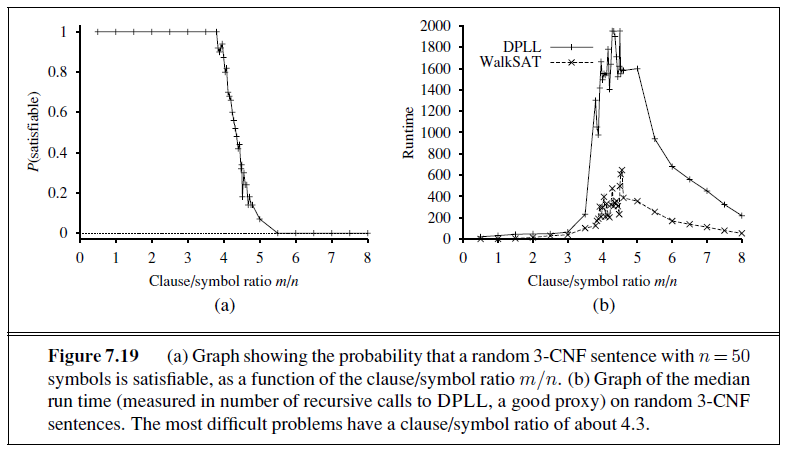 1
0.8
0.6
0.4
0.2
0
P(satisfiable)
0 1 2 3 4 5 6 7 8
Clause/symbol ratio m/n
(a)
2000
1800
1600
1400
1200
1000
800
600
400
200
0
Runtime
DPLL
WalkSAT
0 1 2 3 4 5 6 7 8
Clause/symbol ratio m/n
(b)
Figure 7.19 (a) Graph showing the probability that a random 3-CNF sentence with n = 50
symbols is satisfiable, as a function of the clause/symbol ratio m/n. (b) Graph of the median
run time (measured in number of recursive calls to DPLL, a good proxy) on random 3-CNF
sentences. The most difficult problems have a clause/symbol ratio of about 4.3.